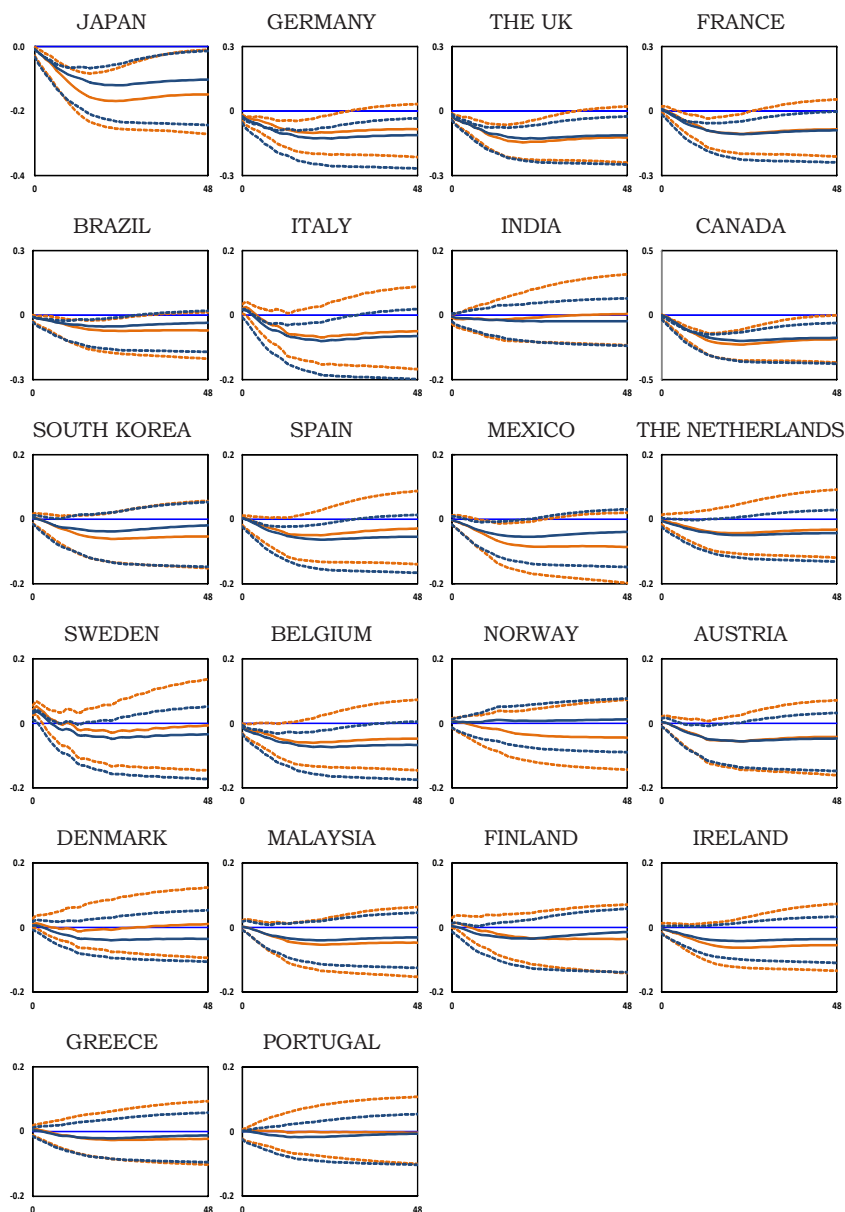 JAPAN GERMANY THE UK FRANCE
0.0 0.3 0.3 0.3
-0.2 0 0 0
-0.4 -0.3 -0.3 -0.3
0 48 0 48 0 48 0 48
BRAZIL ITALY INDIA CANADA
0.3 0.2 0.2 0.5
0 0 0 0
-0.3 -0.2 -0.2 -0.5
0 48 0 48 0 48 0 48
SOUTH KOREA SPAIN MEXICO THE NETHERLANDS
0.2 0.2 0.2 0.2
0 0 0 0
-0.2 -0.2 -0.2 -0.2
0 48 0 48 0 48 0 48
SWEDEN BELGIUM NORWAY AUSTRIA
0.2 0.2 0.2 0.2
0 0 0 0
-0.2 -0.2 -0.2 -0.2
0 48 0 48 0 48 0 48
DENMARK MALAYSIA FINLAND IRELAND
0.2 0.2 0.2 0.2
0 0 0 0
-0.2 -0.2 -0.2 -0.2
0 48 0 48 0 48 0 48
GREECE PORTUGAL
0.2 0.2
0 0
-0.2 -0.2
0 48 0 48